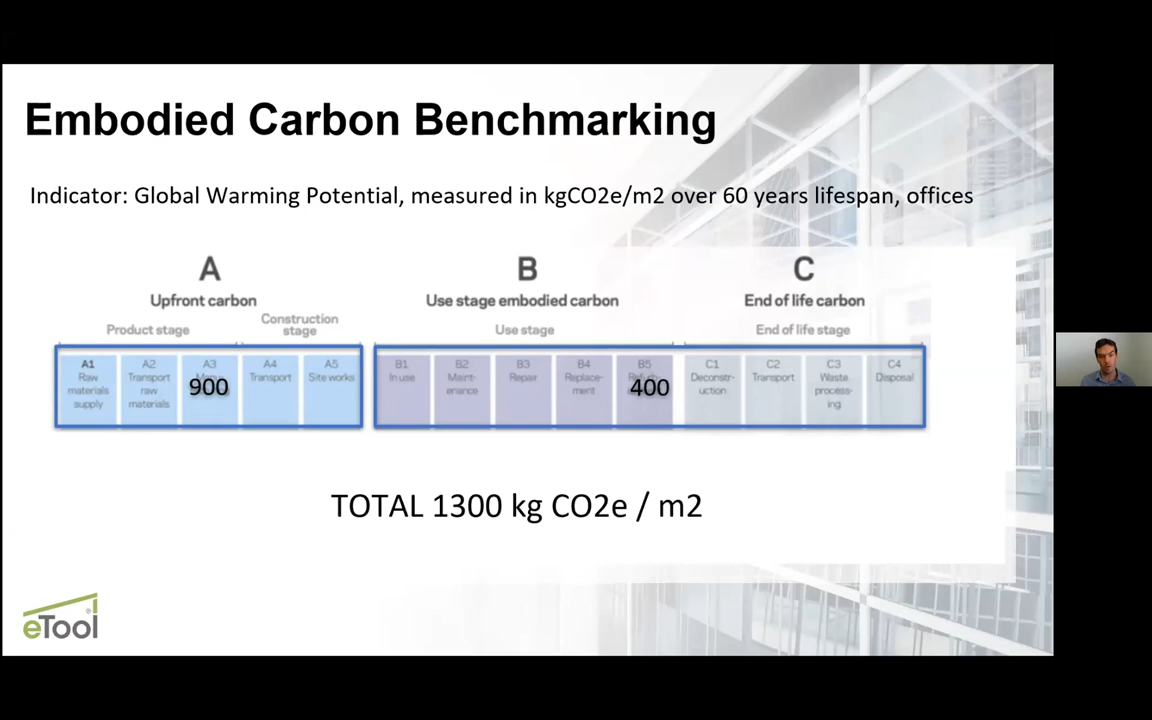 Embodied Carbon Benchmarking
Indicator: Global Warming Potential, measured in kgCO2e/m2 over 60 years lifespan, offices
A B C
Upfront carbon Use stage embodied carbon End of life carbon
Product stage Construction stage Use stage End of life stage
A1 Raw materials supply
A2 Transport raw materials
A3
900
A4 Transport
A5 Site works
B1 In use
B2 Maint-enance
B3 Repair
B4 Replace-ment
B5
400
C1 Deconstr-uction
C2 Transport
C3 Waste process-ing
C4 Disposal
TOTAL 1300 kg CO2e / m2
eTool